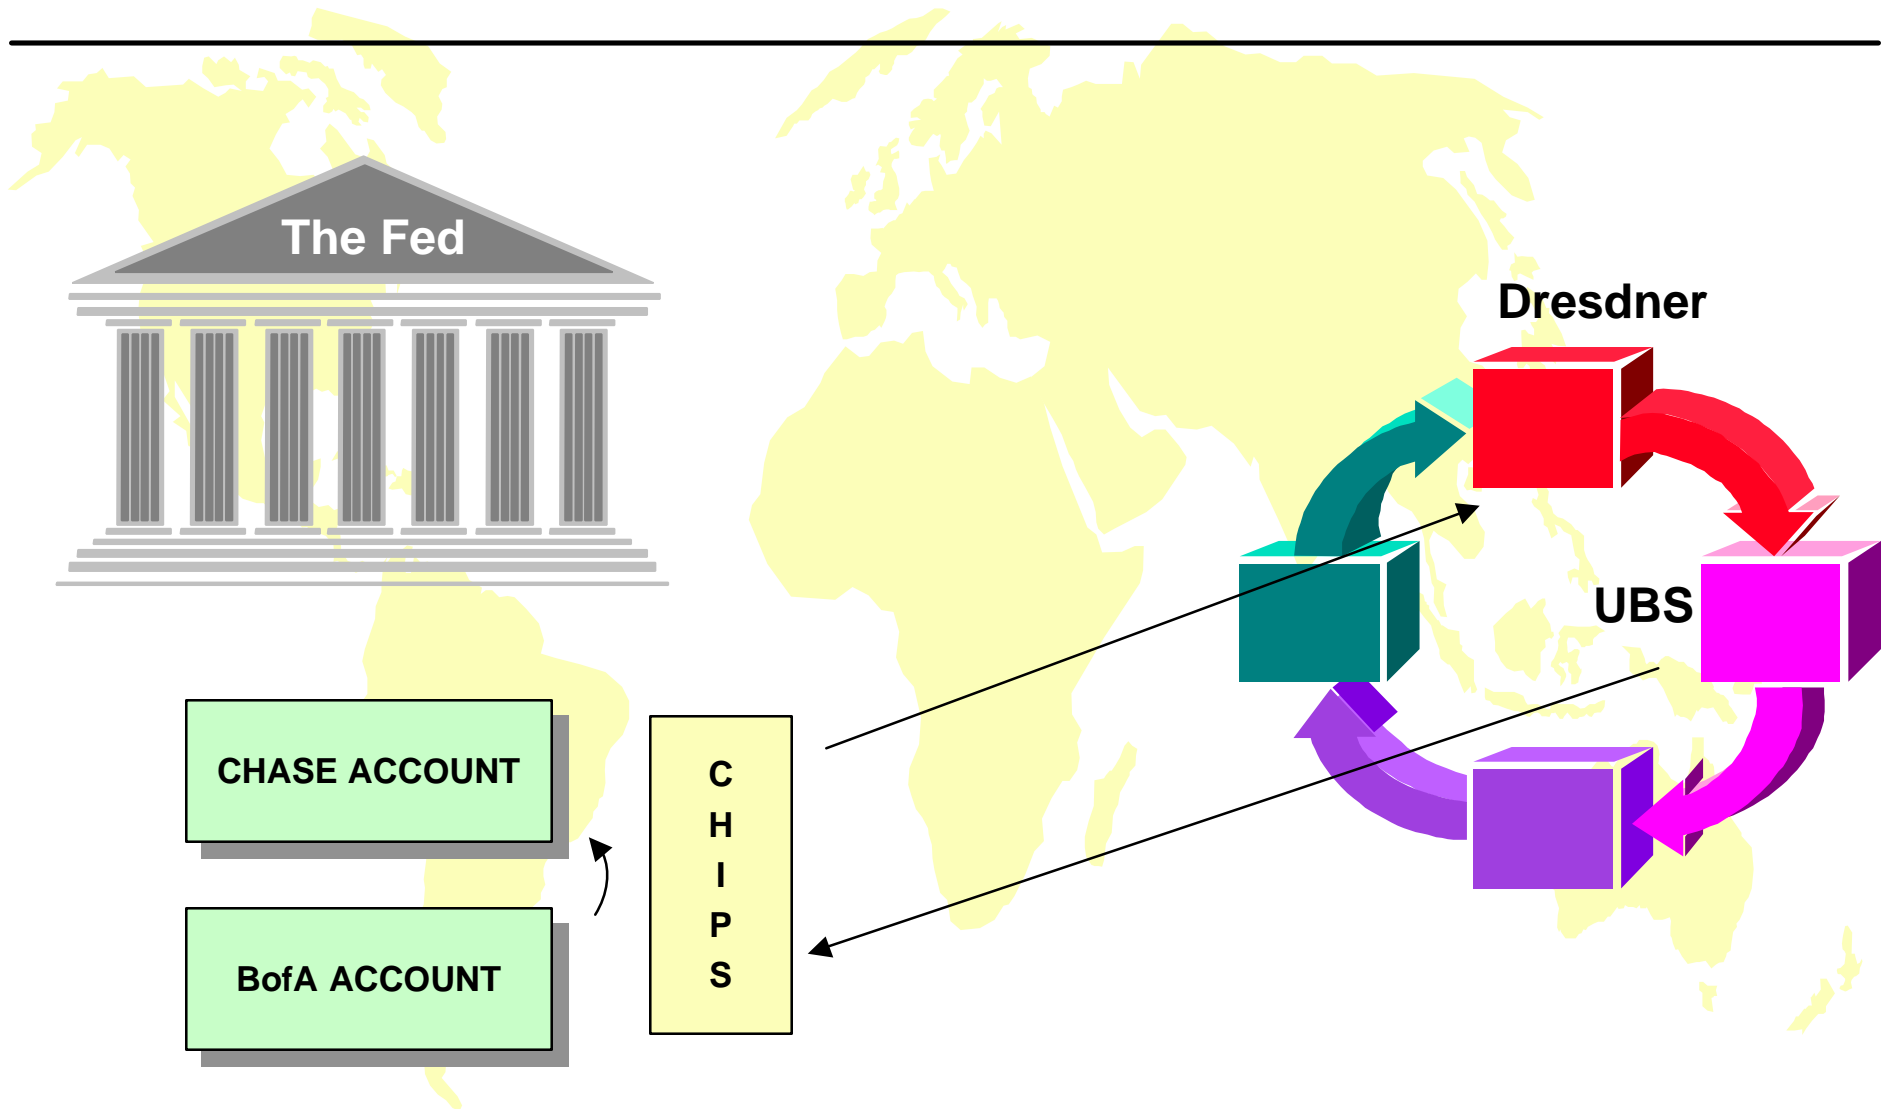 The Fed
Dresdner
UBS
CHASE ACCOUNT
BofA ACCOUNT
C
H
I
P
S